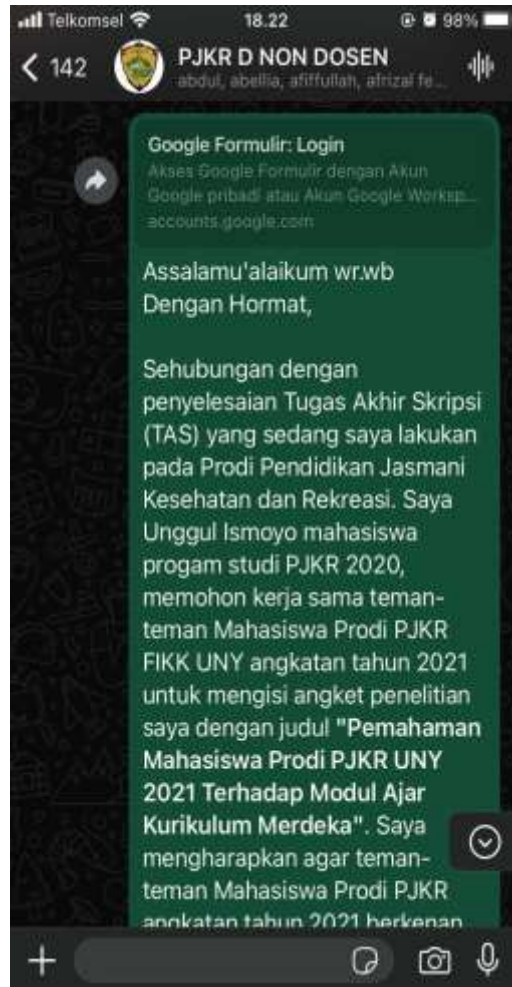 Telkomsel 18.22 98%
142 PJKR D NON DOSEN
abdul, abellia, afiffullah, afrizal fe...
Google Formulir: Login
Akses Google Formulir dengan Akun
Google pribadi atau Akun Google Worksp...
accounts.google.com
Assalamu'alaikum wr.wb
Dengan Hormat,
Sehubungan dengan
penyelesaian Tugas Akhir Skripsi
(TAS) yang sedang saya lakukan
pada Prodi Pendidikan Jasmani
Kesehatan dan Rekreasi. Saya
Unggul Ismoyo mahasiswa
progam studi PJKR 2020,
memohon kerja sama teman-
teman Mahasiswa Prodi PJKR
FIKK UNY angkatan tahun 2021
untuk mengisi angket penelitian
saya dengan judul "Pemahaman
Mahasiswa Prodi PJKR UNY
2021 Terhadap Modul Ajar
Kurikulum Merdeka". Saya
mengharapkan agar teman-
teman Mahasiswa Prodi PJKR
angkatan tahun 2021 berkenan